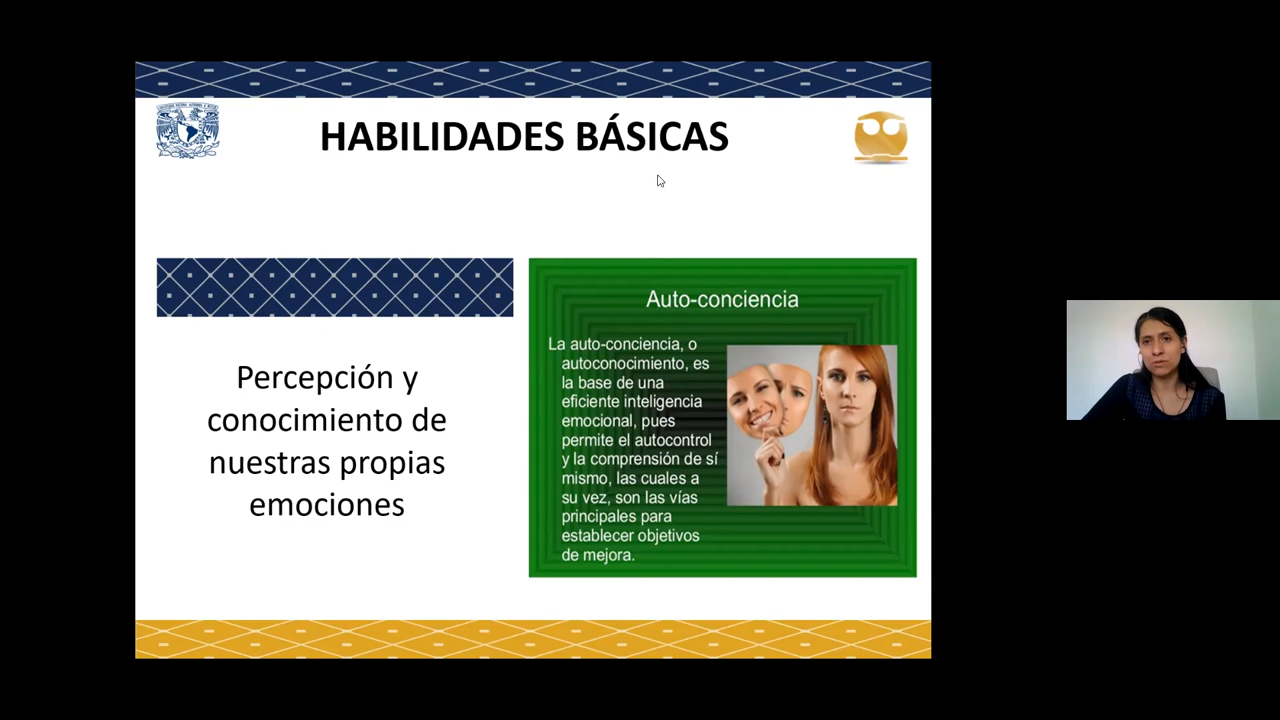 HABILIDADES BÁSICAS
Percepción y
conocimiento de
nuestras propias
emociones
Auto-conciencia
La auto-conciencia, o
autoconocimiento, es
la base de una
eficiente inteligencia
emocional, pues
permite el autocontrol
y la comprensión de sí
mismo, las cuales a
su vez, son las vías
principales para
establecer objetivos
de mejora.